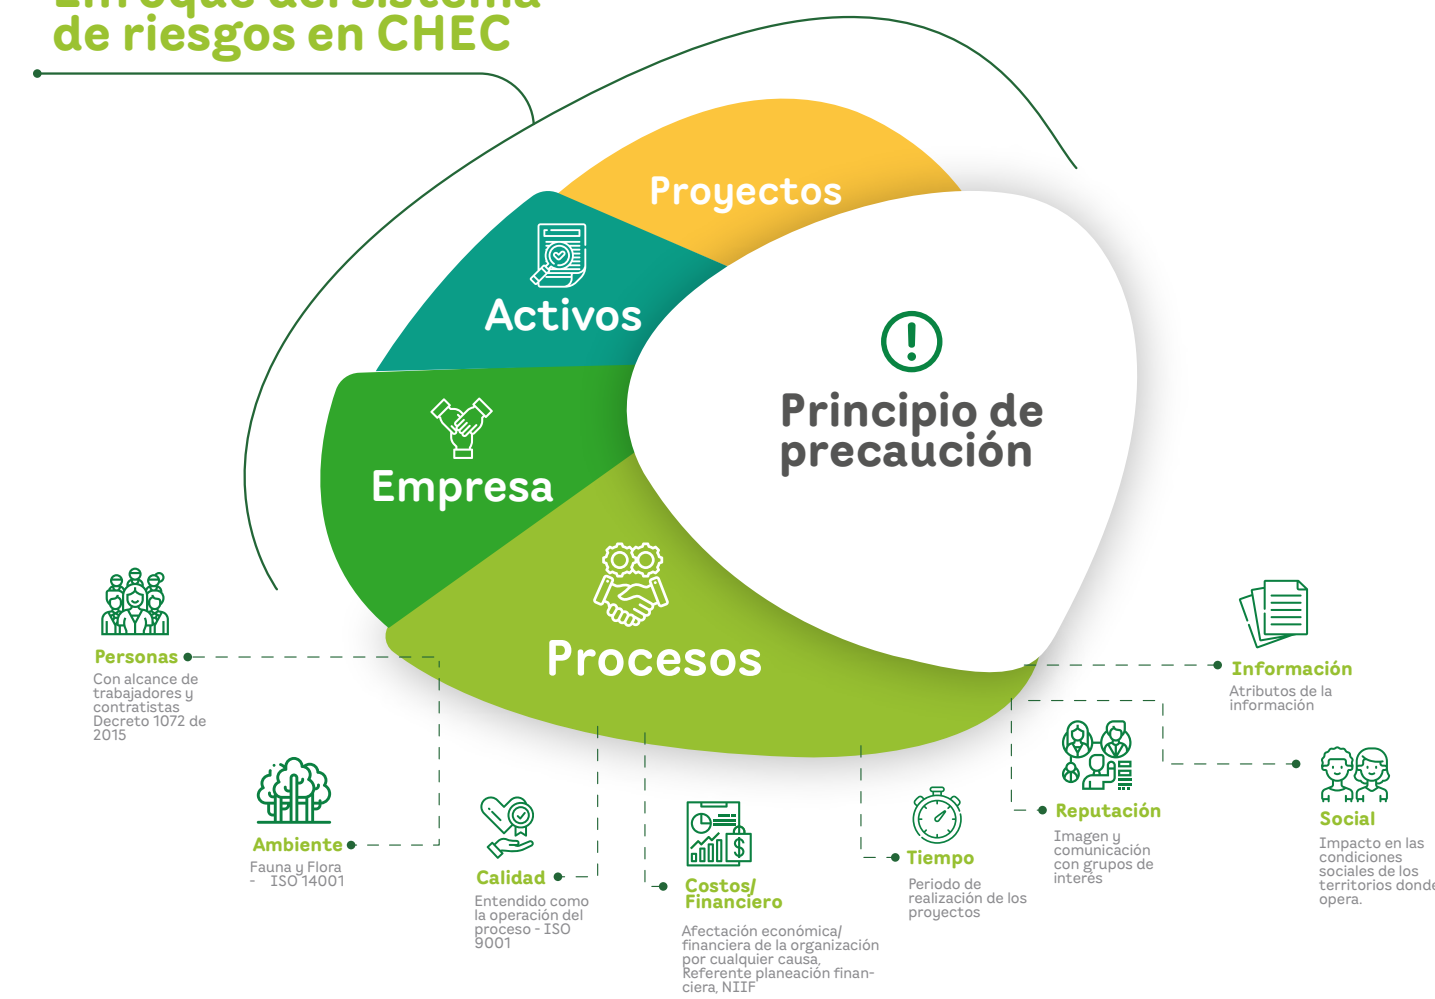 Enfoque del sistema
de riesgos en CHEC
Proyectos
Activos
Principio de
precaución
Empresa
Procesos
Personas
Con alcance de
trabajadores y
contratistas
Decreto 1072 de
2015
Ambiente
Fauna y Flora
- ISO 14001
Calidad
Entendido como
la operación del
proceso - ISO
9001
Costos/
Financiero
Afectación económica/
financiera de la organización
por cualquier causa,
Referente planeación finan-
ciera, NIIF
Tiempo
Periodo de
realización de los
proyectos
Reputación
Imagen y
comunicación
con grupos de
interés
Información
Atributos de la
información
Social
Impacto en las
condiciones
sociales de los
territorios donde
opera.